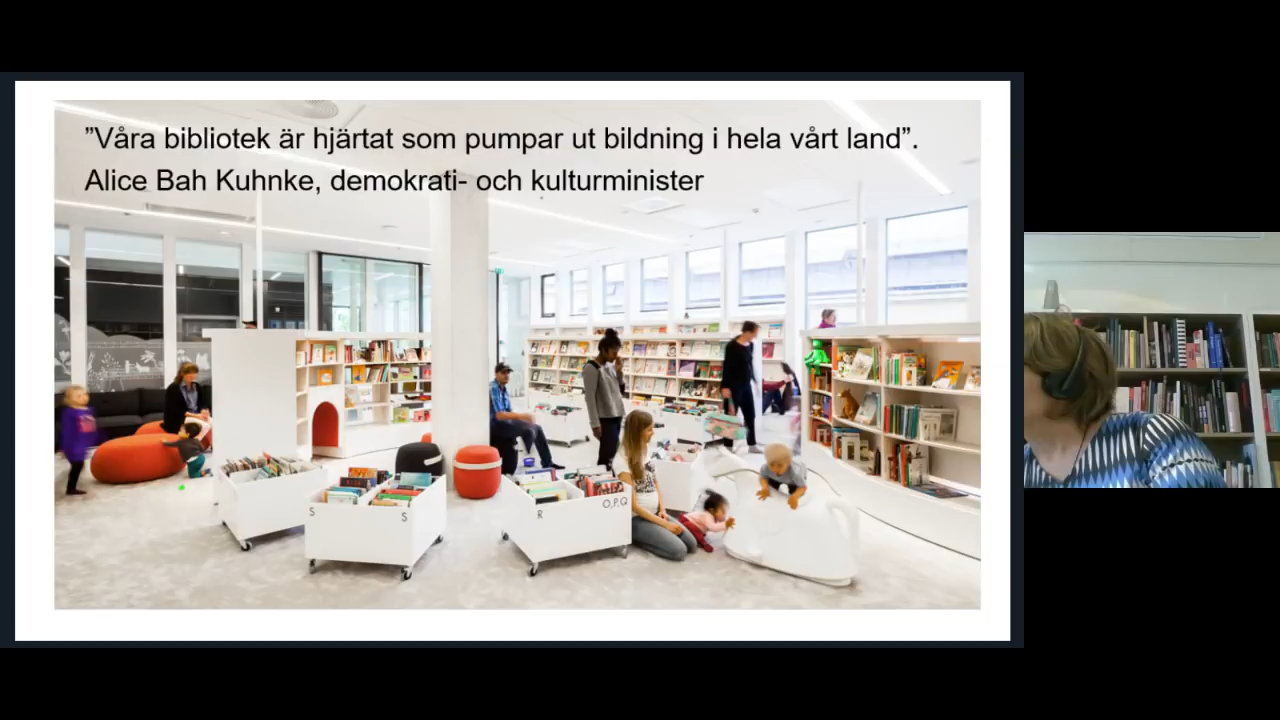 ”Våra bibliotek är hjärtat som pumpar ut bildning i hela vårt land”.
Alice Bah Kuhnke, demokrati- och kulturminister
S
S
R
O,P,Q